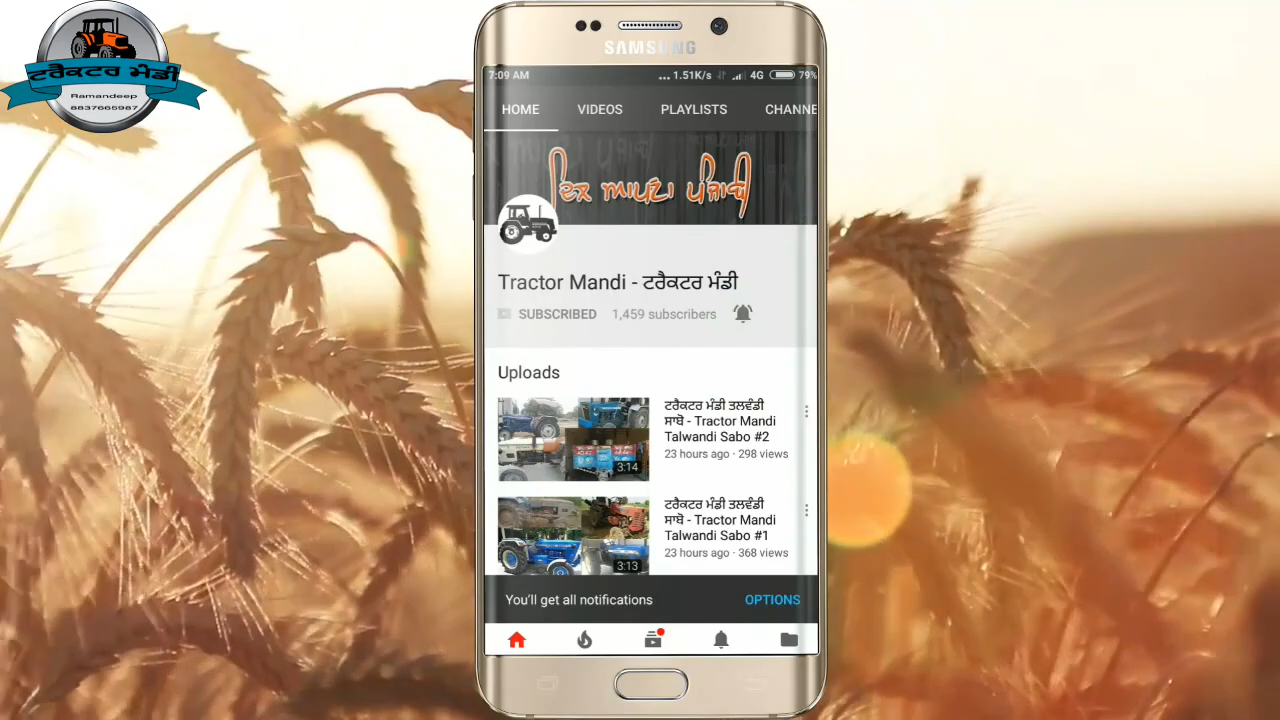 ਟਰੈਕਟਰ ਮੰਡੀ
Ramandeep
8837665987
SAMSUNG
7:09 AM
... 1.51K/s 4G 79%
HOME VIDEOS PLAYLISTS CHANNE
ਦਿਲ ਆਪਣਾ ਪੰਜਾਬੀ
Tractor Mandi - ਟਰੈਕਟਰ ਮੰਡੀ
SUBSCRIBED 1,459 subscribers
Uploads
ਟਰੈਕਟਰ ਮੰਡੀ ਤਲਵੰਡੀ
ਸਾਬੋ - Tractor Mandi
Talwandi Sabo #2
23 hours ago · 298 views
3:14
ਟਰੈਕਟਰ ਮੰਡੀ ਤਲਵੰਡੀ
ਸਾਬੋ - Tractor Mandi
Talwandi Sabo #1
23 hours ago · 368 views
3:13
You'll get all notifications OPTIONS